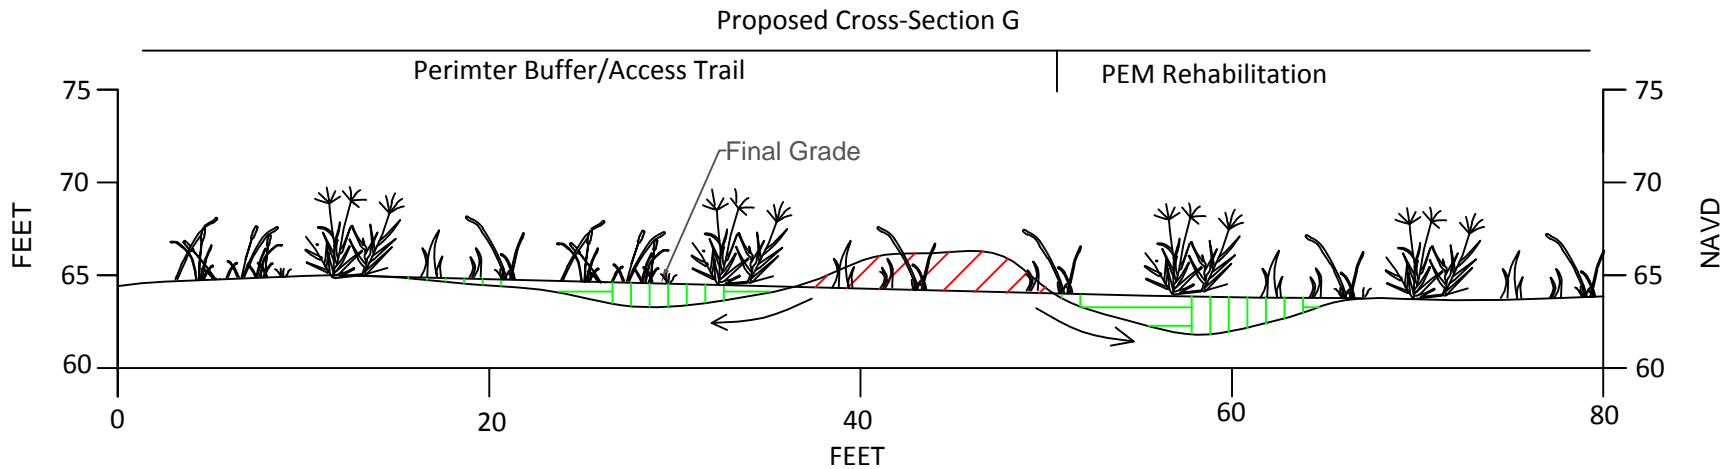 Proposed Cross-Section G
Perimter Buffer/Access Trail
PEM Rehabilitation
75
75
Final Grade
70
70
FEET
NAVD
65
65
60
60
0
20
40
60
80
FEET